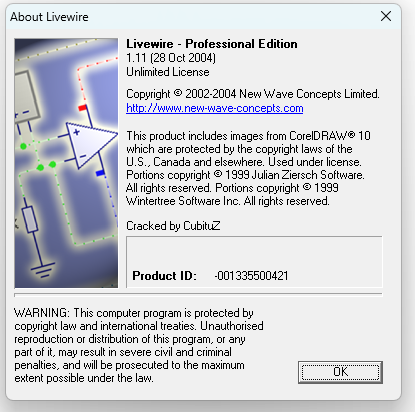 About Livewire
Livewire - Professional Edition
1.11 (28 Oct 2004)
Unlimited License
Copyright © 2002-2004 New Wave Concepts Limited.
http://www.new-wave-concepts.com
This product includes images from CorelDRAW® 10
which are protected by the copyright laws of the
U.S., Canada and elsewhere. Used under license.
Portions copyright © 1999 Julian Ziersch Software.
All rights reserved. Portions copyright © 1999
Wintertree Software Inc. All rights reserved.
Cracked by CubituZ
Product ID: -001335500421
WARNING: This computer program is protected by
copyright law and international treaties. Unauthorised
reproduction or distribution of this program, or any
part of it, may result in severe civil and criminal
penalties, and will be prosecuted to the maximum
extent possible under the law.
OK